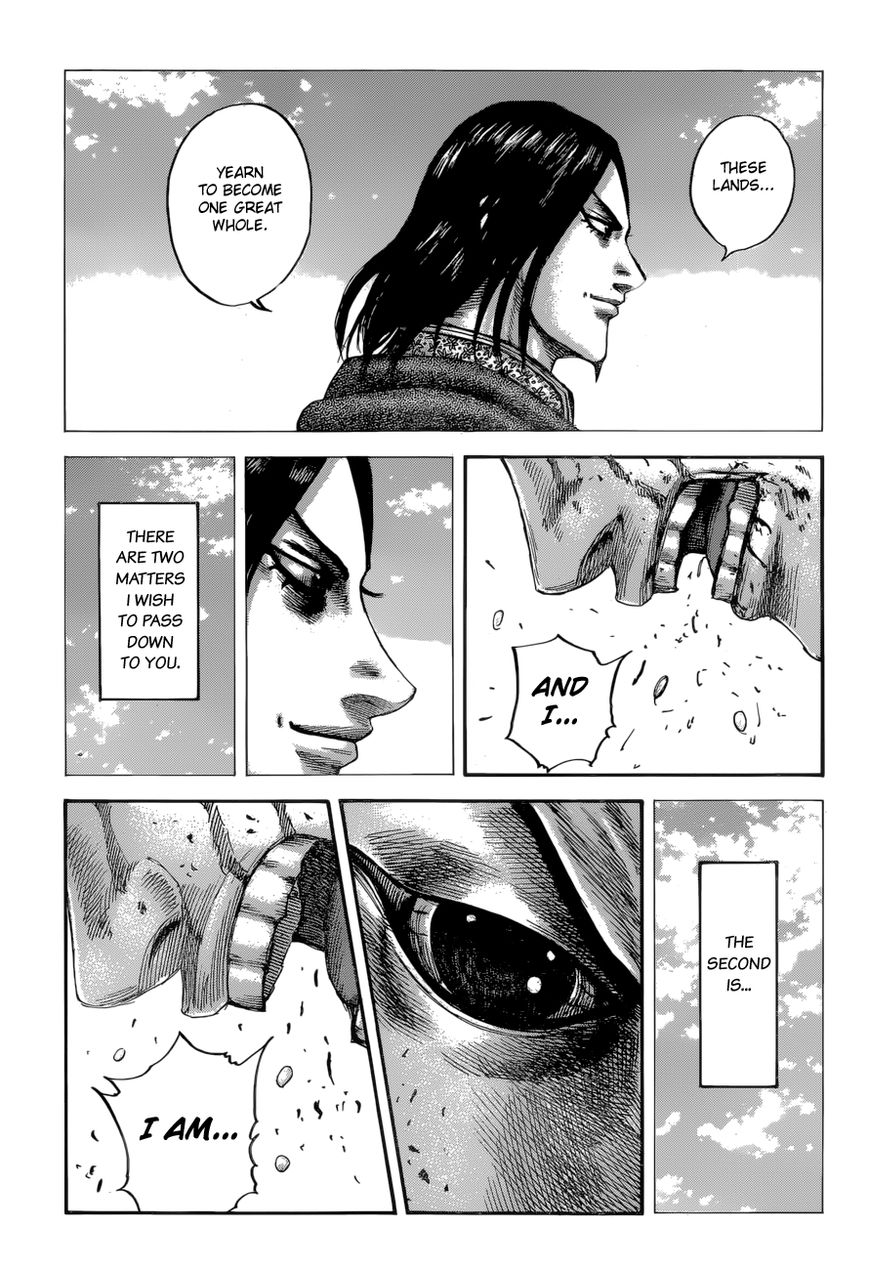 THESE
LANDS...
YEARN
TO BECOME
ONE GREAT
WHOLE.
AND
I...
THERE
ARE TWO
MATTERS
I WISH
TO PASS
DOWN
TO YOU.
THE
SECOND
IS...
I AM...